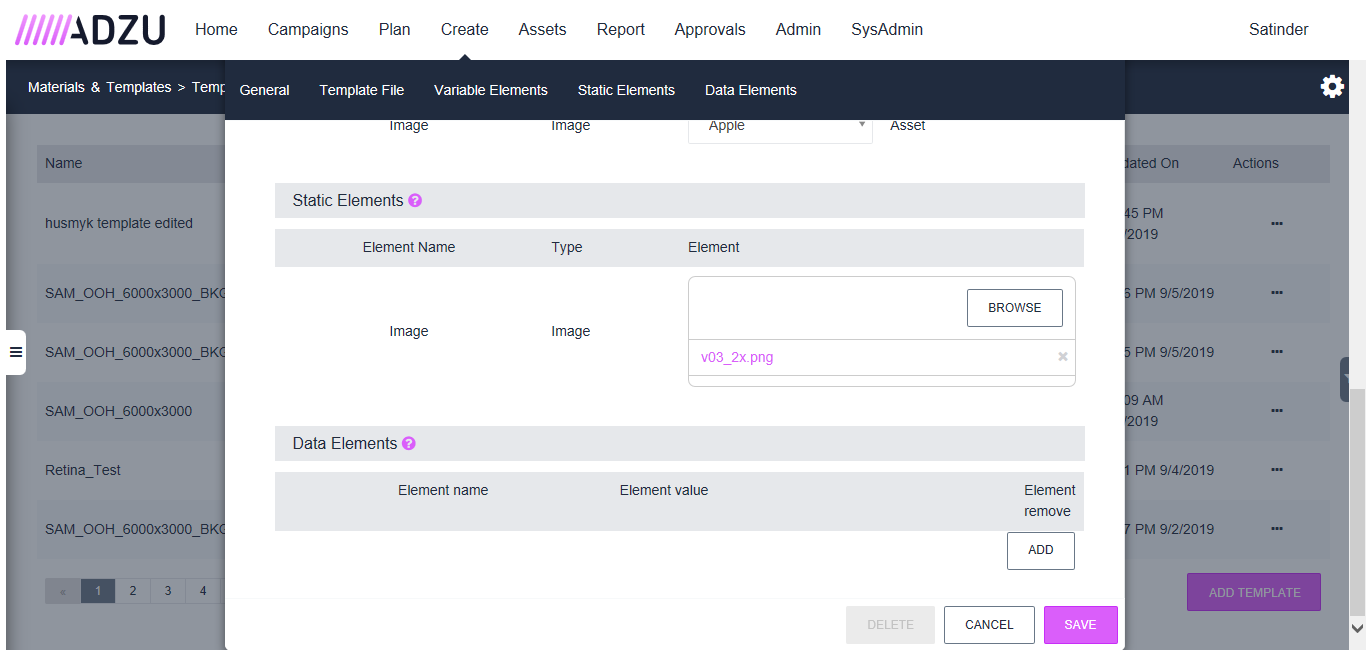 ADZU Home Campaigns Plan Create Assets Report Approvals Admin SysAdmin Satinder
Materials & Templates >
General Template File Variable Elements Static Elements Data Elements
Image Image Apple Asset
Name Actions
Static Elements ?
husmyk template edited
45 PM
/2019
Element Name Type Element
BROWSE
Image Image
v03_2x.png ×
SAM_OOH_6000x3000_BKG
6 PM 9/5/2019
SAM_OOH_6000x3000_BKG
5 PM 9/5/2019
SAM_OOH_6000x3000
09 AM
/2019
Data Elements ?
Retina_Test
1 PM 9/4/2019
Element name Element value Element
remove
SAM_OOH_6000x3000_BKG
7 PM 9/2/2019
ADD
« 1 2 3 4
ADD TEMPLATE
DELETE CANCEL SAVE